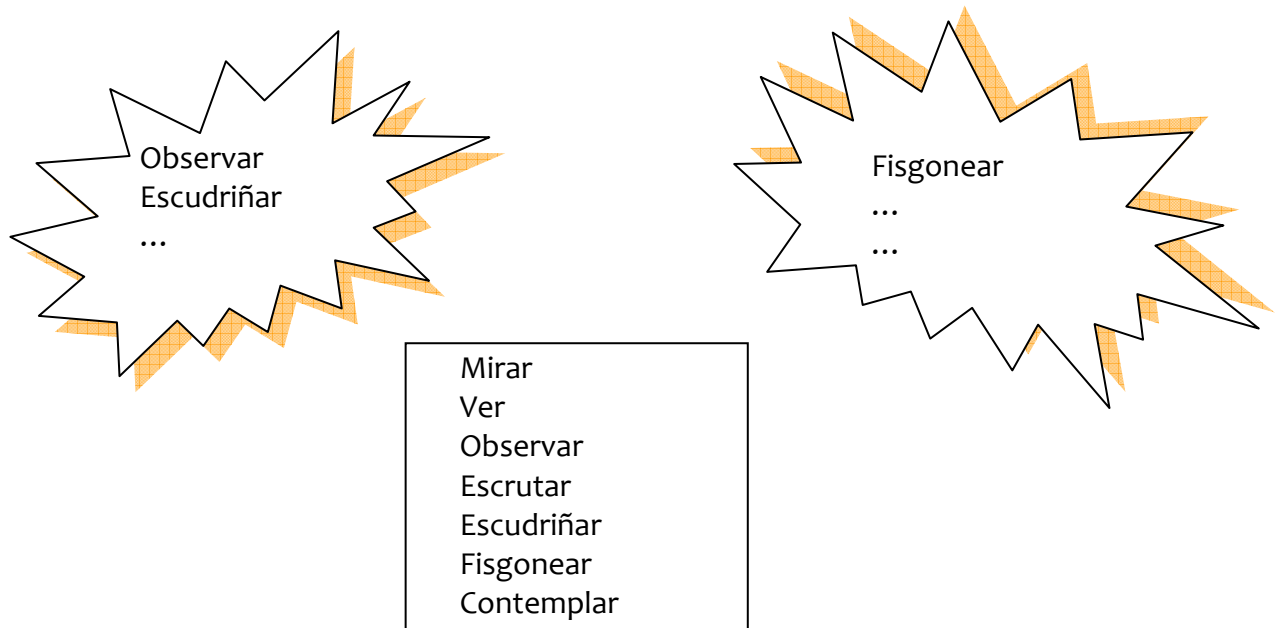 Observar
Escudriñar
...
Fisgonear
...
...
Mirar
Ver
Observar
Escrutar
Escudriñar
Fisgonear
Contemplar